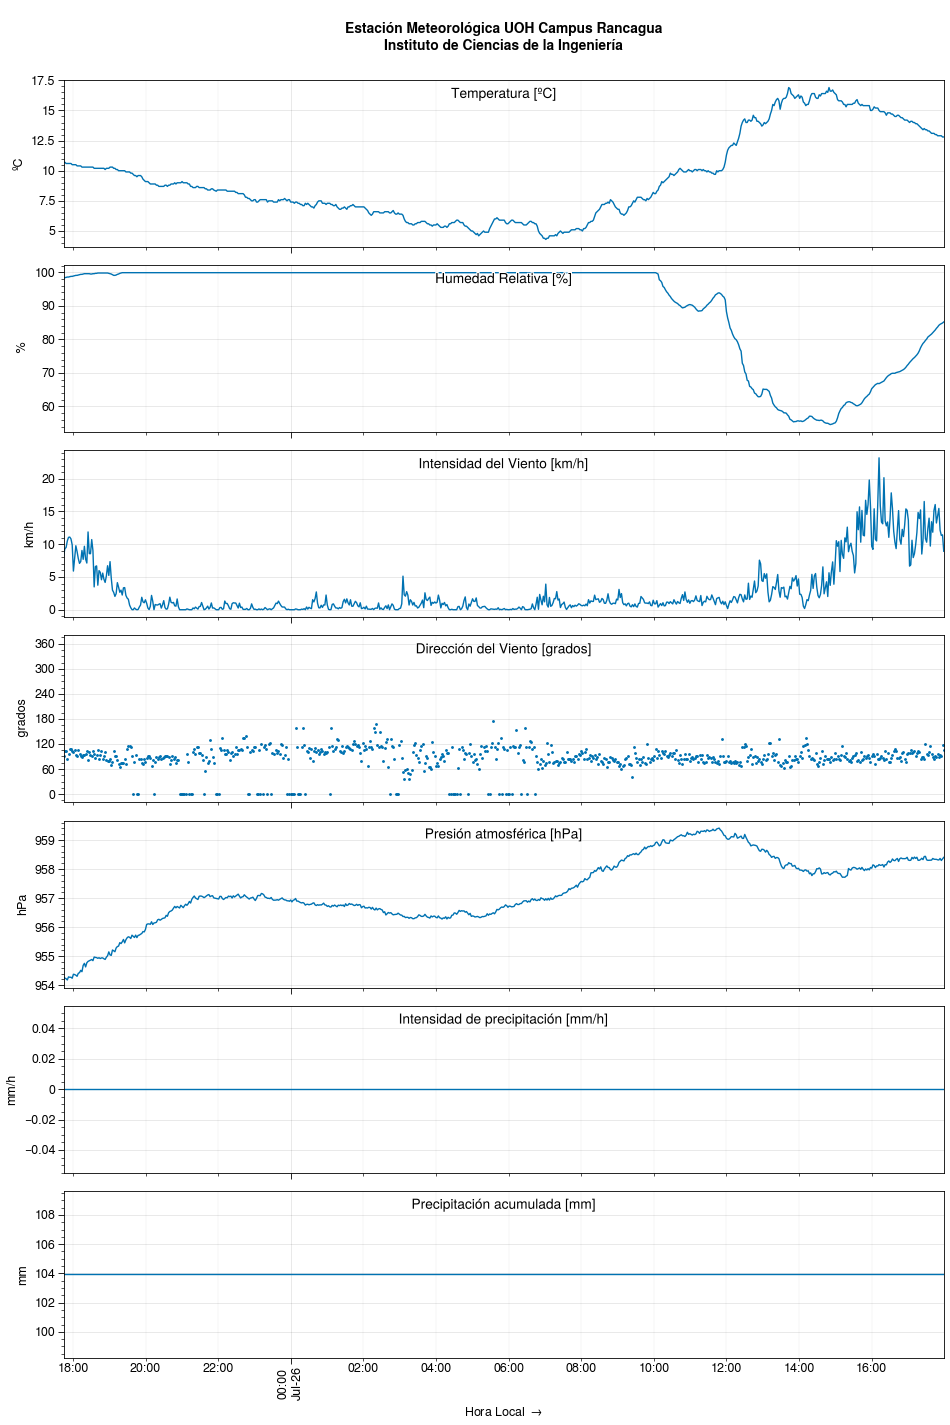 Estación Meteorológica UOH Campus Rancagua
Instituto de Ciencias de la Ingeniería
Temperatura [ºC]
ºC
17.5
15
12.5
10
7.5
5
Humedad Relativa [%]
%
100
90
80
70
60
Intensidad del Viento [km/h]
km/h
20
15
10
5
0
Dirección del Viento [grados]
grados
360
300
240
180
120
60
0
Presión atmosférica [hPa]
hPa
959
958
957
956
955
954
Intensidad de precipitación [mm/h]
mm/h
0.04
0.02
0
−0.02
−0.04
Precipitación acumulada [mm]
mm
108
106
104
102
100
18:00 20:00 22:00 00:00 02:00 04:00 06:00 08:00 10:00 12:00 14:00 16:00
Jul-26
Hora Local →